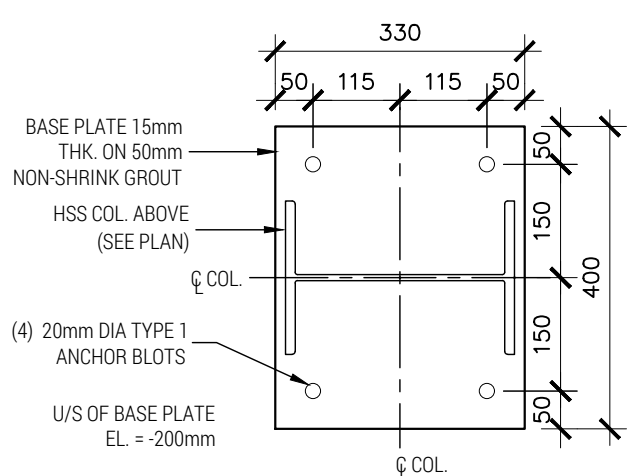 330
50 115 115 50
BASE PLATE 15mm
THK. ON 50mm
NON-SHRINK GROUT
HSS COL. ABOVE
(SEE PLAN)
℄ COL.
(4) 20mm DIA TYPE 1
ANCHOR BLOTS
U/S OF BASE PLATE
EL. = -200mm
℄ COL.
50
150
150
50
400